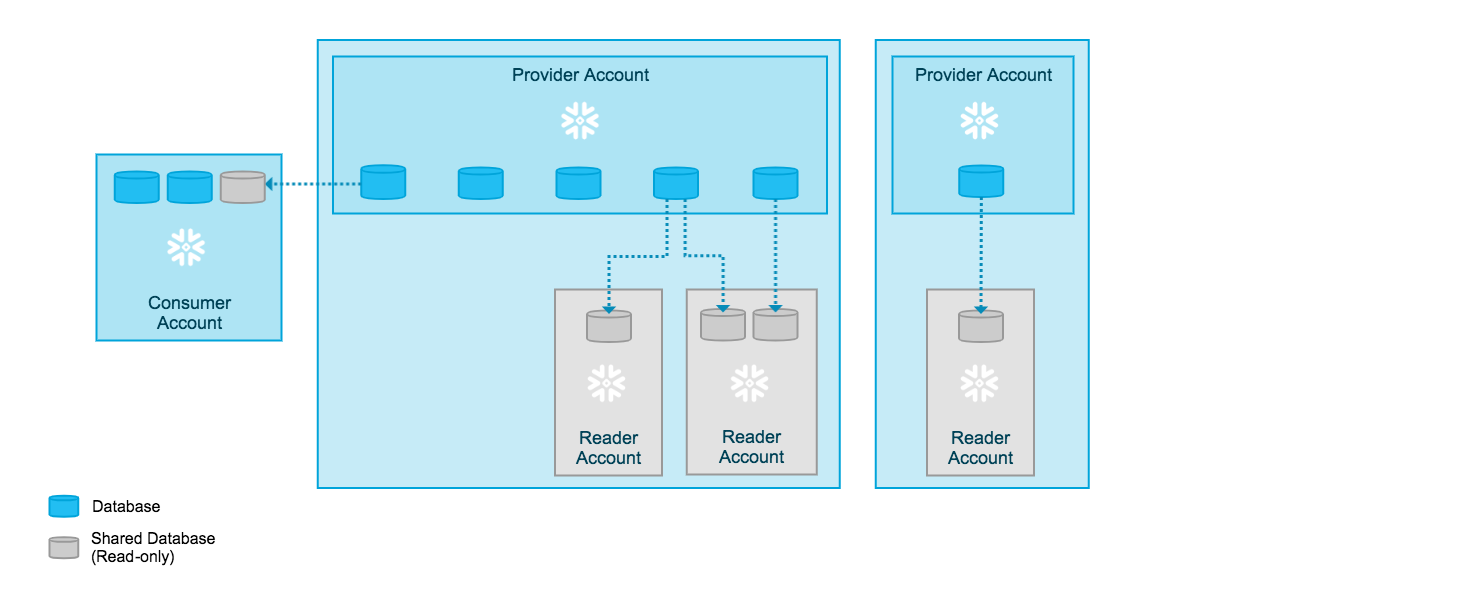 Provider Account
Provider Account
Consumer
Account
Reader
Account
Reader
Account
Reader
Account
Database
Shared Database
(Read-only)